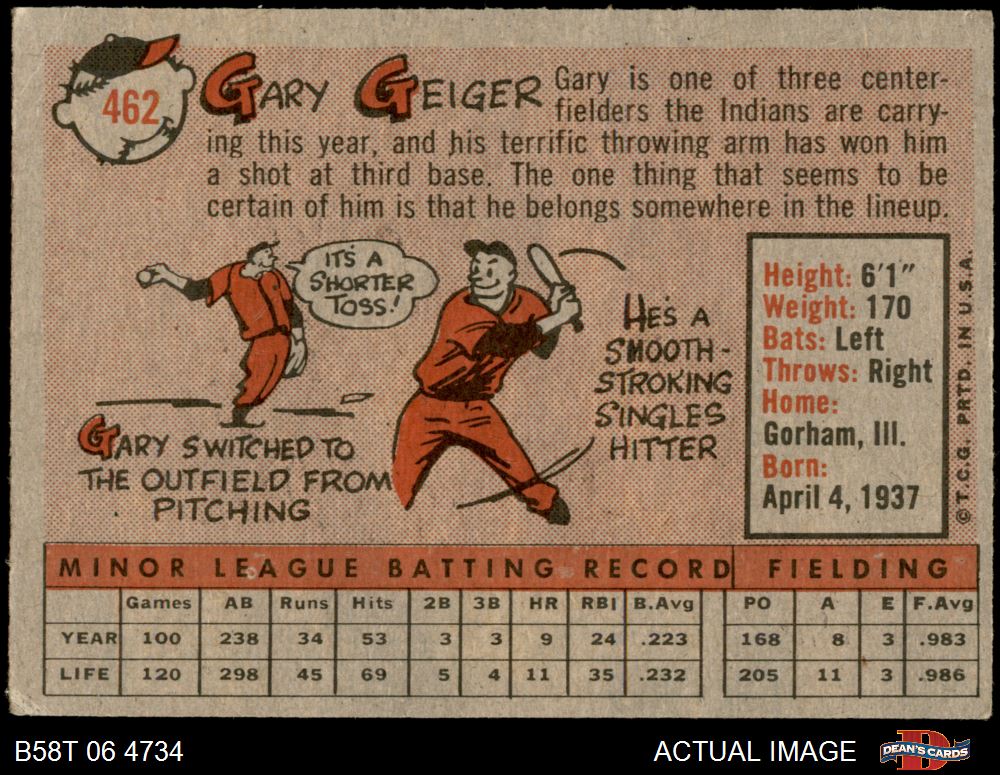 462
GARY GEIGER
Gary is one of three center-
fielders the Indians are carry-
ing this year, and his terrific throwing arm has won him
a shot at third base. The one thing that seems to be
certain of him is that he belongs somewhere in the lineup.
IT'S A
SHORTER
TOSS!
GARY SWITCHED TO
THE OUTFIELD FROM
PITCHING
HE'S A
SMOOTH-
STROKING
SINGLES
HITTER
Height: 6'1"
Weight: 170
Bats: Left
Throws: Right
Home:
Gorham, Ill.
Born:
April 4, 1937
© T.C.G. PRTD. IN U.S.A.
MINOR LEAGUE BATTING RECORD FIELDING
Games AB Runs Hits 2B 3B HR RBI B.Avg PO A E F.Avg
YEAR 100 238 34 53 3 3 9 24 .223 168 8 3 .983
LIFE 120 298 45 69 5 4 11 35 .232 205 11 3 .986
B58T 06 4734
ACTUAL IMAGE
D
DEAN'S CARDS